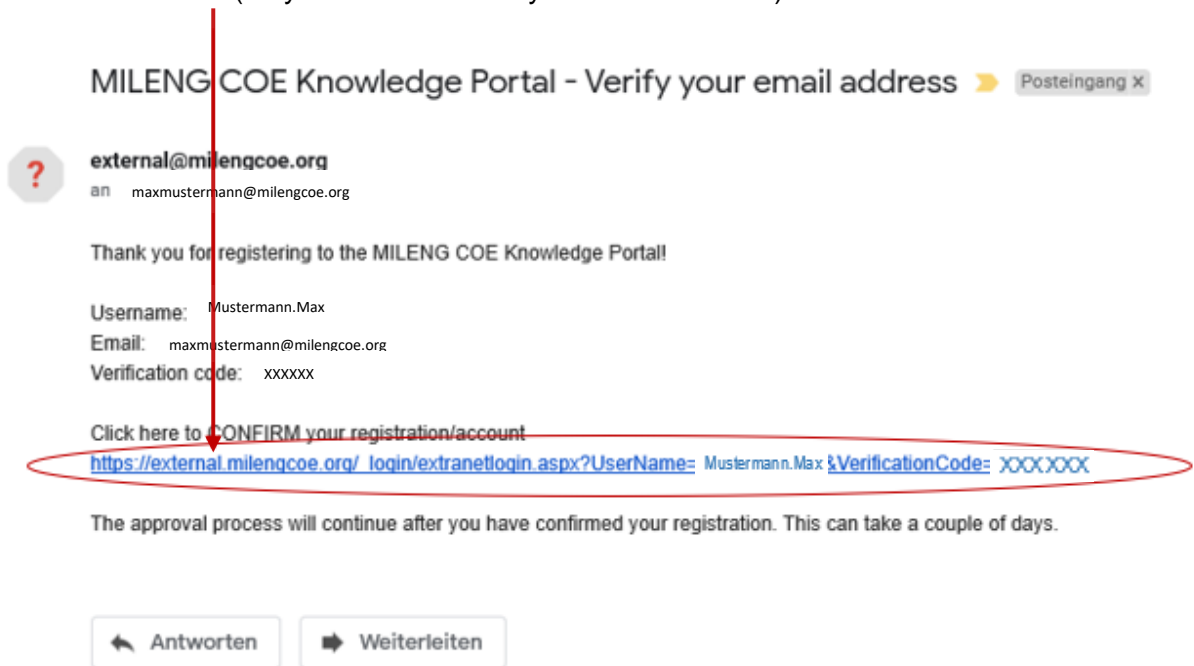 MILENG COE Knowledge Portal - Verify your email address Posteingang x
?
external@milengcoe.org
an maxmustermann@milengcoe.org
Thank you for registering to the MILENG COE Knowledge Portal!
Username: Mustermann.Max
Email: maxmustermann@milengcoe.org
Verification code: XXXXXX
Click here to CONFIRM your registration/account
https://external.milengcoe.org/_login/extranetlogin.aspx?UserName= Mustermann.Max &VerificationCode= XXXXXX
The approval process will continue after you have confirmed your registration. This can take a couple of days.
Antworten Weiterleiten